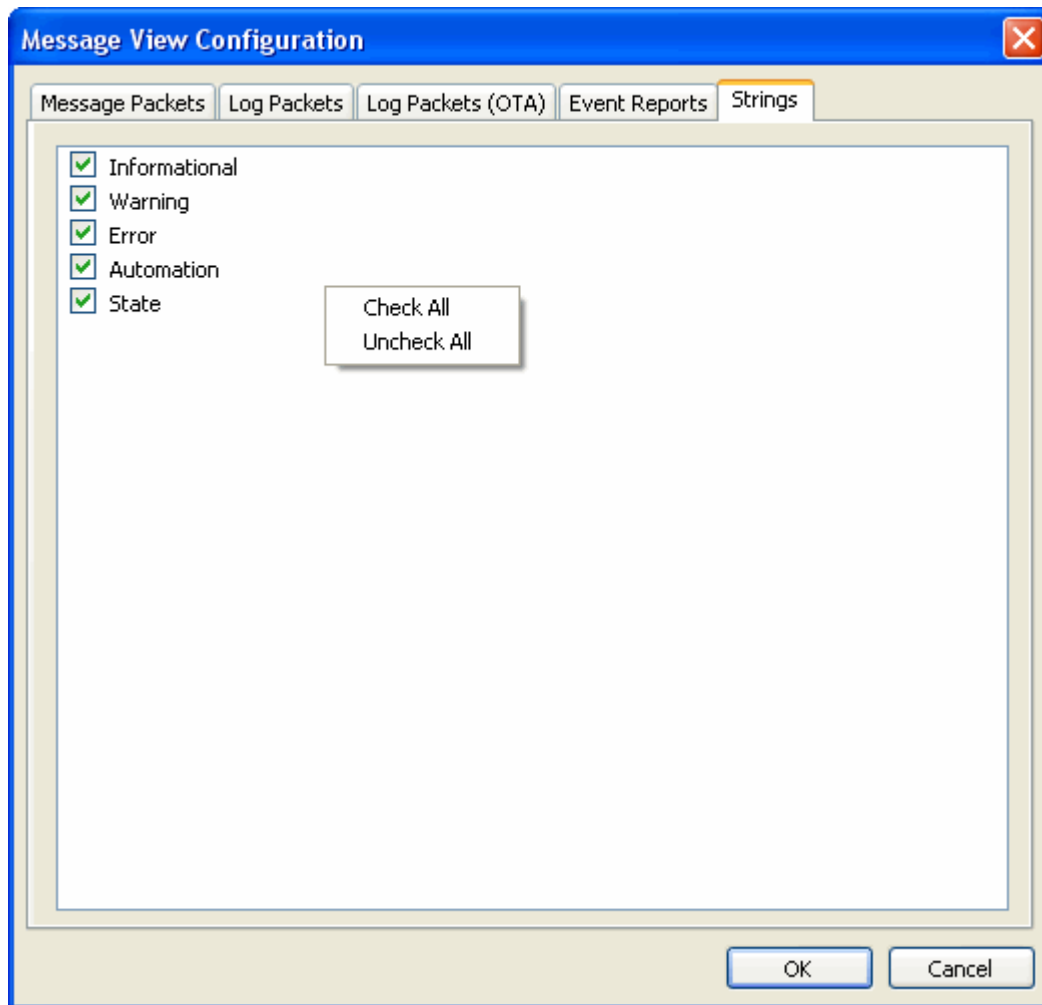 Message View Configuration
Message Packets Log Packets Log Packets (OTA) Event Reports Strings
Informational
Warning
Error
Automation
State
Check All
Uncheck All
OK Cancel